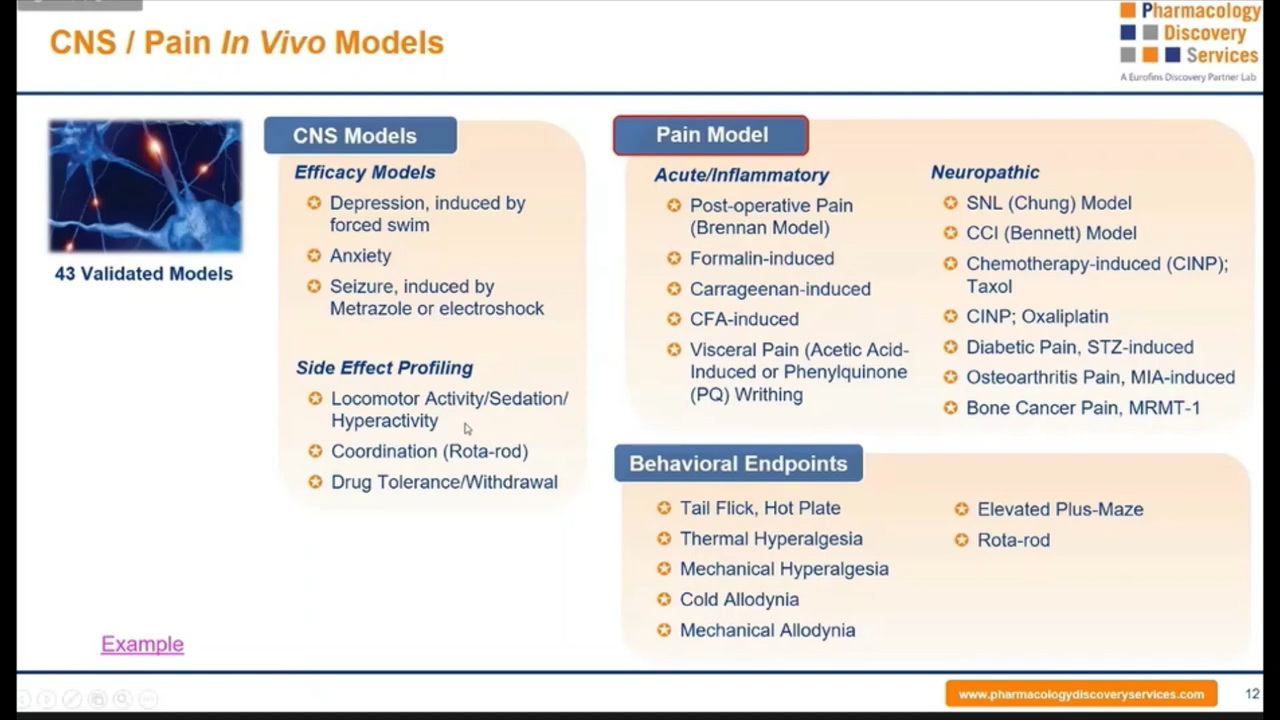 CNS / Pain In Vivo Models
Pharmacology
Discovery
Services
A Eurofins Discovery Partner Lab
43 Validated Models
CNS Models
Efficacy Models
Depression, induced by
forced swim
Anxiety
Seizure, induced by
Metrazole or electroshock
Side Effect Profiling
Locomotor Activity/Sedation/
Hyperactivity
Coordination (Rota-rod)
Drug Tolerance/Withdrawal
Pain Model
Acute/Inflammatory
Post-operative Pain
(Brennan Model)
Formalin-induced
Carrageenan-induced
CFA-induced
Visceral Pain (Acetic Acid-
Induced or Phenylquinone
(PQ) Writhing
Neuropathic
SNL (Chung) Model
CCI (Bennett) Model
Chemotherapy-induced (CINP);
Taxol
CINP; Oxaliplatin
Diabetic Pain, STZ-induced
Osteoarthritis Pain, MIA-induced
Bone Cancer Pain, MRMT-1
Behavioral Endpoints
Tail Flick, Hot Plate
Thermal Hyperalgesia
Mechanical Hyperalgesia
Cold Allodynia
Mechanical Allodynia
Elevated Plus-Maze
Rota-rod
Example
www.pharmacologydiscoveryservices.com
12